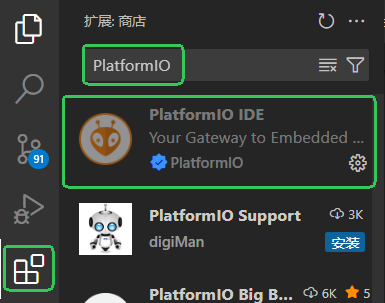 扩展: 商店
PlatformIO
PlatformIO IDE
Your Gateway to Embedded ...
PlatformIO
91
PlatformIO Support
3K
digiMan
安装
PlatformIO Big B...
6K
5